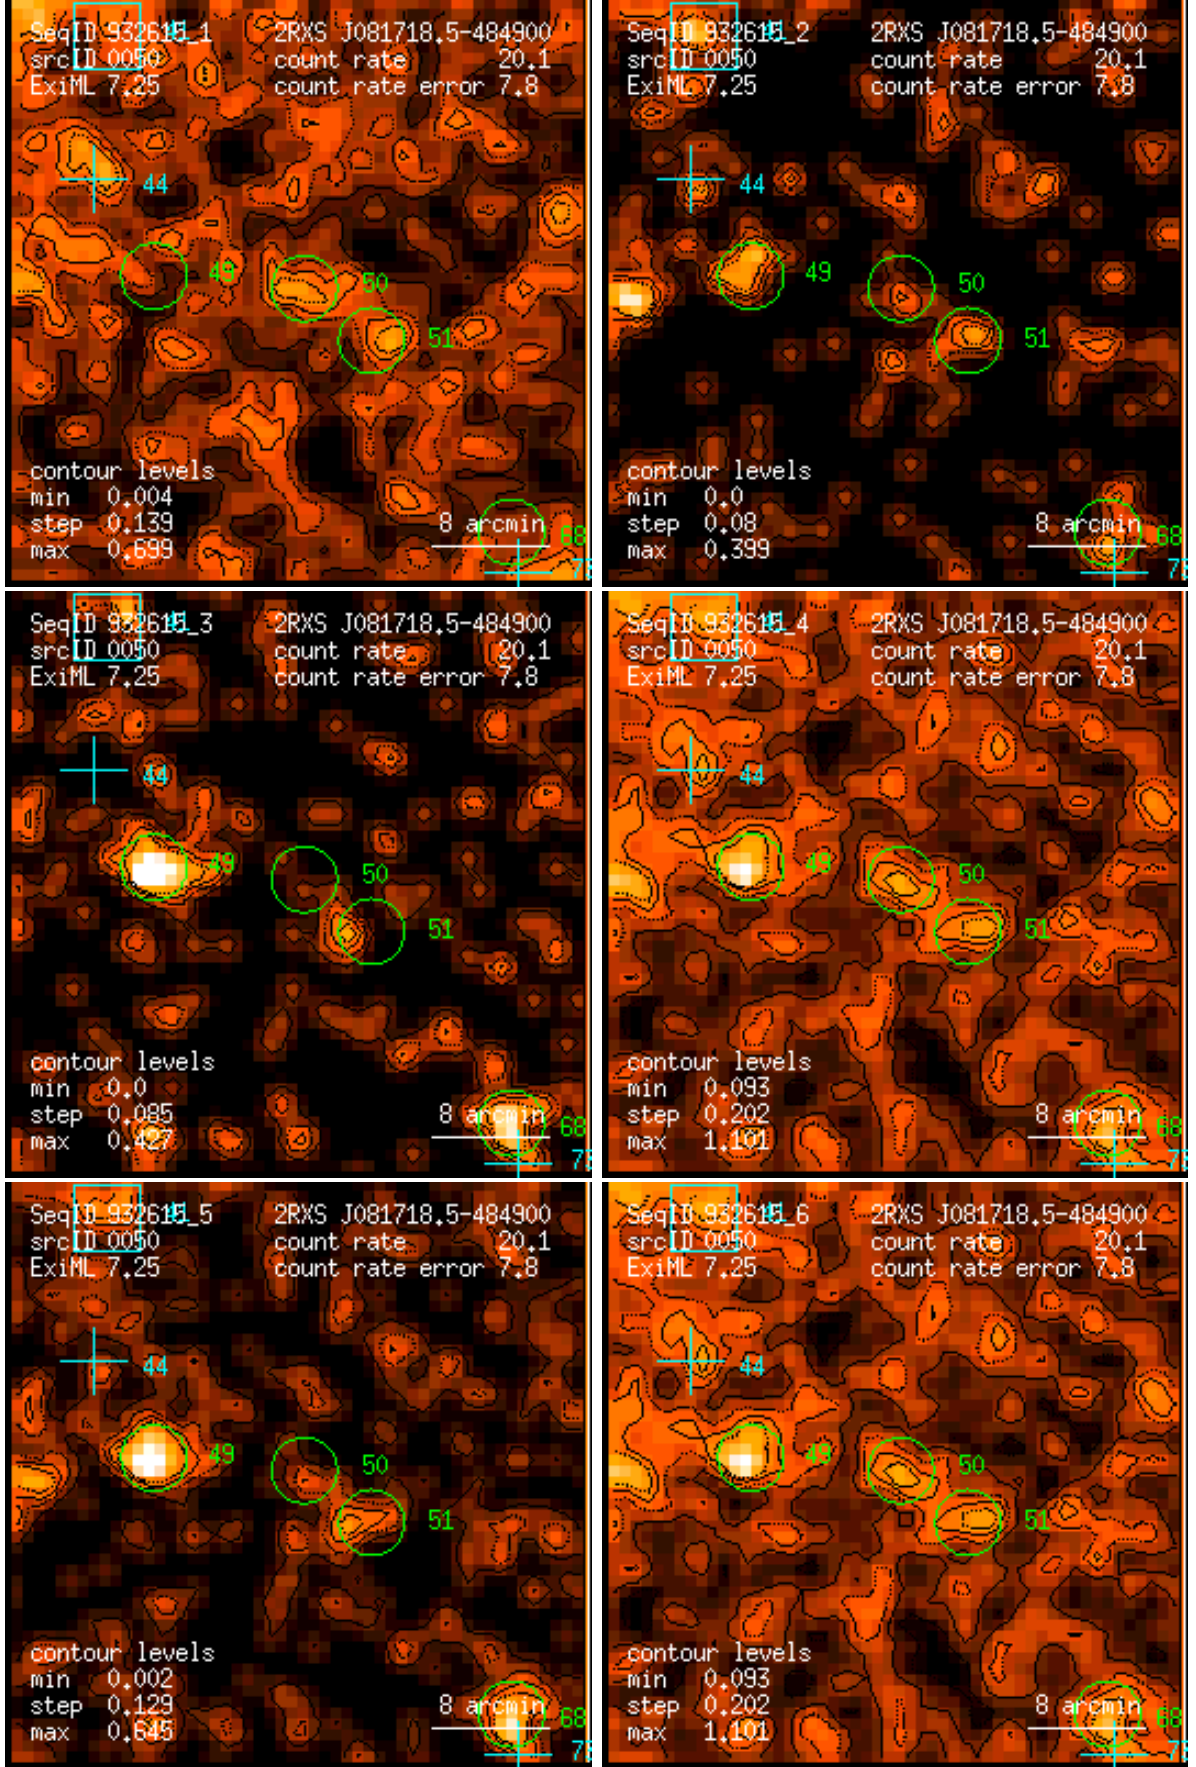 SeqID 932615_1 2RXS J081718.5-484900
srcID 0050 count rate 20.1
ExiML 7.25 count rate error 7.8
44
49
50
51
contour levels
min 0.004
step 0.139 8 arcmin 68
max 0.699
SeqID 932615_2 2RXS J081718.5-484900
srcID 0050 count rate 20.1
ExiML 7.25 count rate error 7.8
44
49
50
51
contour levels
min 0.0
step 0.08 8 arcmin 68
max 0.399
SeqID 932615_3 2RXS J081718.5-484900
srcID 0050 count rate 20.1
ExiML 7.25 count rate error 7.8
44
49
50
51
contour levels
min 0.0
step 0.085 8 arcmin 68
max 0.427
SeqID 932615_4 2RXS J081718.5-484900
srcID 0050 count rate 20.1
ExiML 7.25 count rate error 7.8
44
49
50
51
contour levels
min 0.093
step 0.202 8 arcmin 68
max 1.101
SeqID 932615_5 2RXS J081718.5-484900
srcID 0050 count rate 20.1
ExiML 7.25 count rate error 7.8
44
49
50
51
contour levels
min 0.002
step 0.129 8 arcmin 68
max 0.645
SeqID 932615_6 2RXS J081718.5-484900
srcID 0050 count rate 20.1
ExiML 7.25 count rate error 7.8
44
49
50
51
contour levels
min 0.093
step 0.202 8 arcmin 68
max 1.101